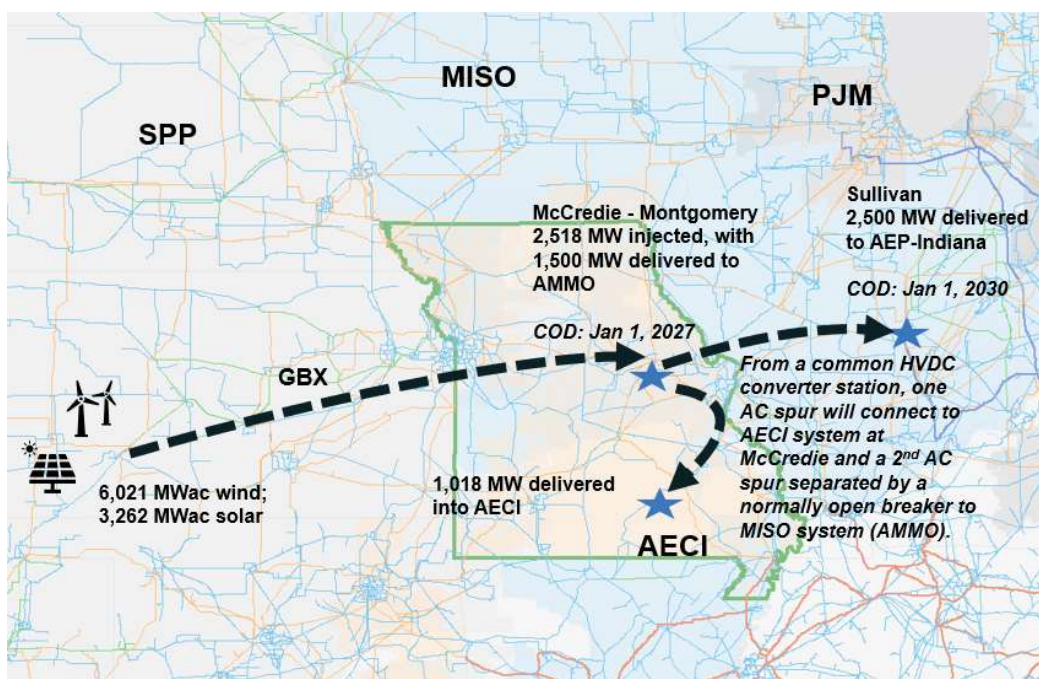 MISO
PJM
SPP
Sullivan
2,500 MW delivered
to AEP-Indiana
COD: Jan 1, 2030
McCredie - Montgomery
2,518 MW injected, with
1,500 MW delivered to
AMMO
COD: Jan 1, 2027
GBX
From a common HVDC
converter station, one
AC spur will connect to
AECI system at
McCredie and a 2nd AC
spur separated by a
normally open breaker to
MISO system (AMMO).
6,021 MWac wind;
3,262 MWac solar
1,018 MW delivered
into AECI
AECI